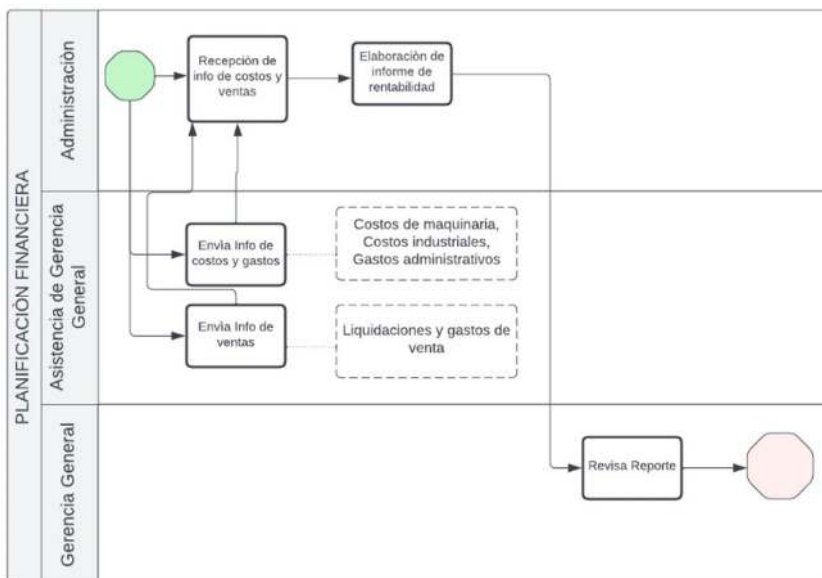 PLANIFICACIÒN FINANCIERA
Administraciòn
Recepciòn de
info de costos y
ventas
Elaboraciòn de
informe de
rentabilidad
Asistencia de Gerencia
General
Envìa Info de
costos y gastos
Costos de maquinaria,
Costos industriales,
Gastos administrativos
Envìa Info de
ventas
Liquidaciones y gastos de
venta
Gerencia General
Revisa Reporte